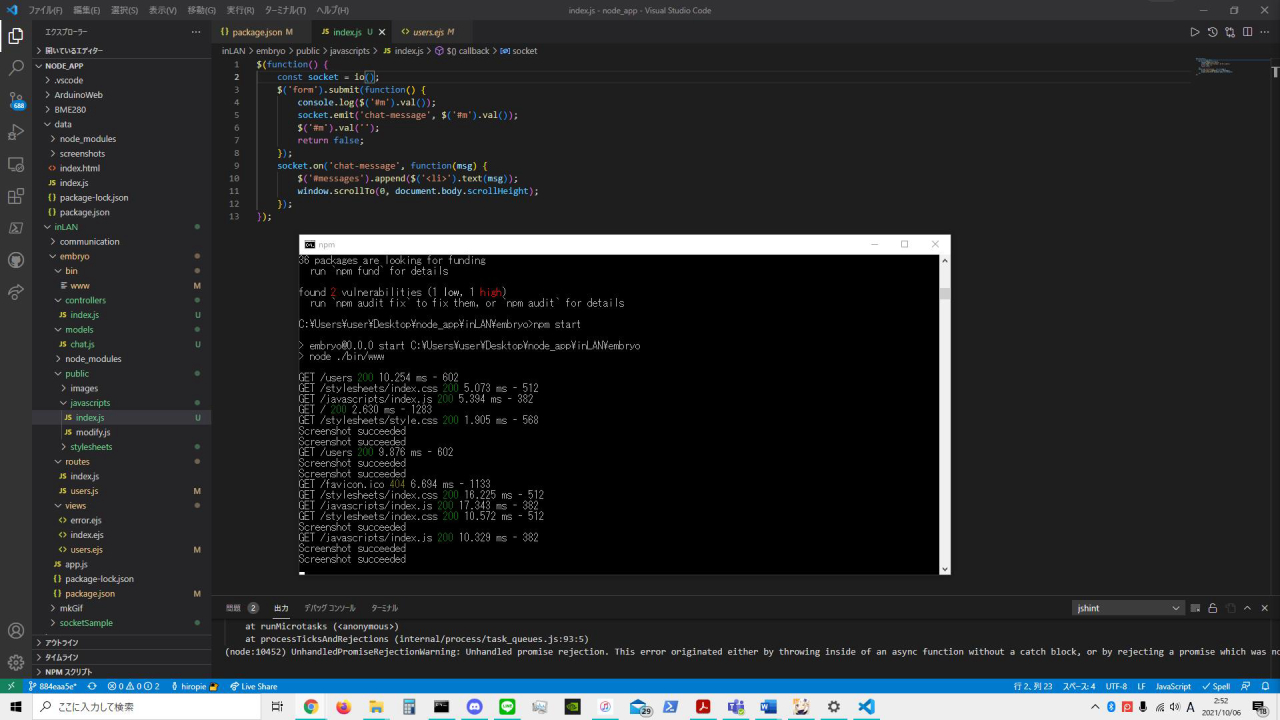 ファイル(F) 編集(E) 選択(S) 表示(V) 移動(G) 実行(R) ターミナル(T) ヘルプ(H)
index.js - node_app - Visual Studio Code
エクスプローラー
開いているエディター
NODE_APP
.vscode
ArduinoWeb
BME280
data
node_modules
screenshots
index.html
JS index.js
package-lock.json
package.json
inLAN
communication
embryo
bin
www M
controllers
JS index.js U
models
JS chat.js U
node_modules
public
images
javascripts
JS index.js U
JS modify.js
stylesheets
routes
JS index.js
JS users.js M
views
error.ejs
index.ejs
users.ejs M
JS app.js
package-lock.json
package.json M
mkGif
socketSample
アウトライン
タイムライン
NPM スクリプト
688
package.json M
JS index.js U
users.ejs M
inLAN > embryo > public > javascripts > JS index.js > $() callback > socket
1 $(function() {
2 const socket = io();
3 $('form').submit(function() {
4 console.log($('#m').val());
5 socket.emit('chat-message', $('#m').val());
6 $('#m').val('');
7 return false;
8 });
9 socket.on('chat-message', function(msg) {
10 $('#messages').append($('<li>').text(msg));
11 window.scrollTo(0, document.body.scrollHeight);
12 });
13 });
npm
36 packages are looking for funding
run `npm fund` for details
found 2 vulnerabilities (1 low, 1 high)
run `npm audit fix` to fix them, or `npm audit` for details
C:¥Users¥user¥Desktop¥node_app¥inLAN¥embryo>npm start
> embryo@0.0.0 start C:¥Users¥user¥Desktop¥node_app¥inLAN¥embryo
> node ./bin/www
GET /users 200 10.254 ms - 602
GET /stylesheets/index.css 200 5.073 ms - 512
GET /javascripts/index.js 200 5.394 ms - 382
GET / 200 2.630 ms - 1283
GET /stylesheets/style.css 200 1.905 ms - 568
Screenshot succeeded
Screenshot succeeded
GET /users 200 9.876 ms - 602
Screenshot succeeded
Screenshot succeeded
GET /favicon.ico 404 6.694 ms - 1133
GET /stylesheets/index.css 200 16.225 ms - 512
GET /javascripts/index.js 200 17.343 ms - 382
GET /stylesheets/index.css 200 10.572 ms - 512
Screenshot succeeded
GET /javascripts/index.js 200 10.329 ms - 382
Screenshot succeeded
Screenshot succeeded
問題 2 出力 デバッグ コンソール ターミナル
jshint
at runMicrotasks (<anonymous>)
at processTicksAndRejections (internal/process/task_queues.js:93:5)
(node:10452) UnhandledPromiseRejectionWarning: Unhandled promise rejection. This error originated either by throwing inside of an async function without a catch block, or by rejecting a promise which was no
884eaa5e* 0 0 2 hiropie Live Share
行 2、列 23 スペース: 4 UTF-8 LF JavaScript Spell
ここに入力して検索
29
A
2:52
2021/10/06
18